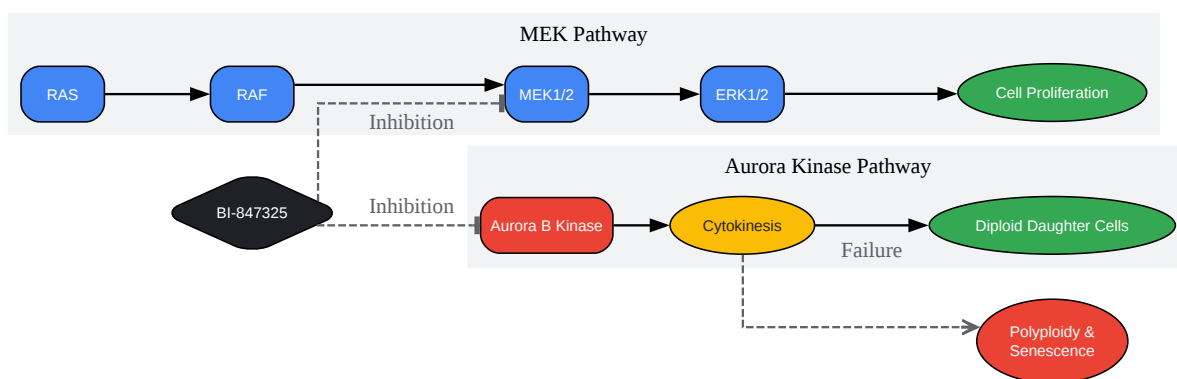 MEK Pathway
RAS
RAF
MEK1/2
ERK1/2
Cell Proliferation
Inhibition
Aurora Kinase Pathway
BI-847325
Inhibition
Aurora B Kinase
Cytokinesis
Diploid Daughter Cells
Failure
Polyploidy &
Senescence